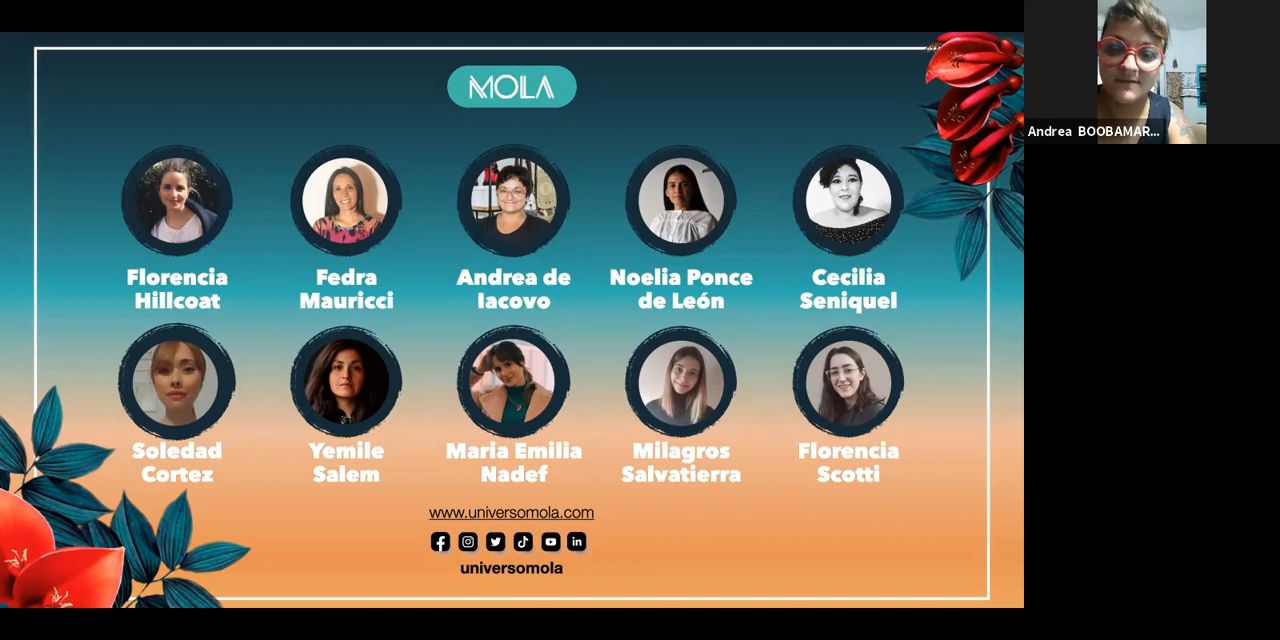 MOLA
Andrea BOOBAMAR...
Florencia
Hillcoat
Fedra
Mauricci
Andrea de
Iacovo
Noelia Ponce
de León
Cecilia
Seniquel
Soledad
Cortez
Yemile
Salem
Maria Emilia
Nadef
Milagros
Salvatierra
Florencia
Scotti
www.universomola.com
universomola